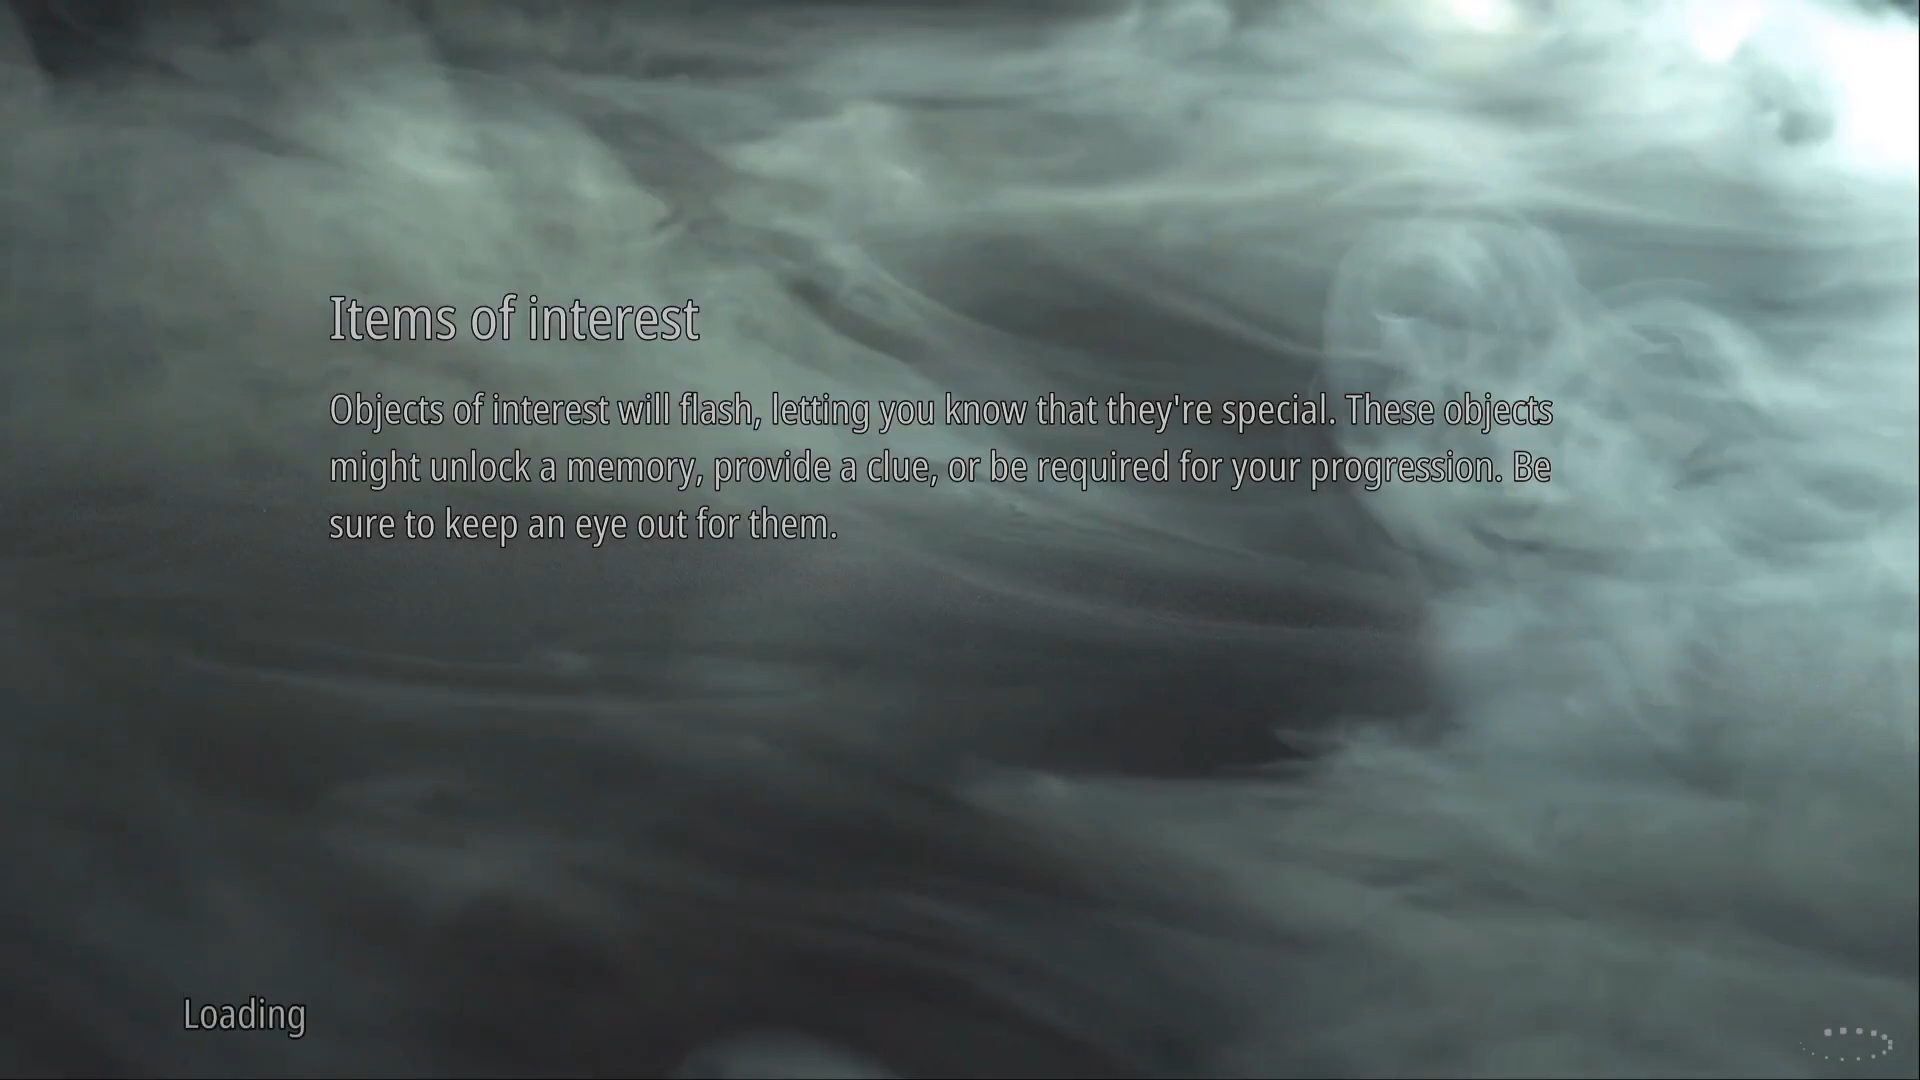 Items of interest
Objects of interest will flash, letting you know that they're special. These objects
might unlock a memory, provide a clue, or be required for your progression. Be
sure to keep an eye out for them.
Loading